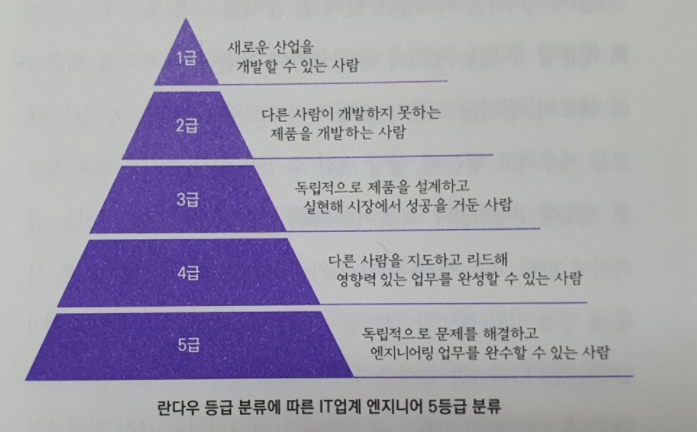 1급
새로운 산업을
개발할 수 있는 사람
2급
다른 사람이 개발하지 못하는
제품을 개발하는 사람
3급
독립적으로 제품을 설계하고
실현해 시장에서 성공을 거둔 사람
4급
다른 사람을 지도하고 리드해
영향력 있는 업무를 완성할 수 있는 사람
5급
독립적으로 문제를 해결하고
엔지니어링 업무를 완수할 수 있는 사람
란다우 등급 분류에 따른 IT업계 엔지니어 5등급 분류